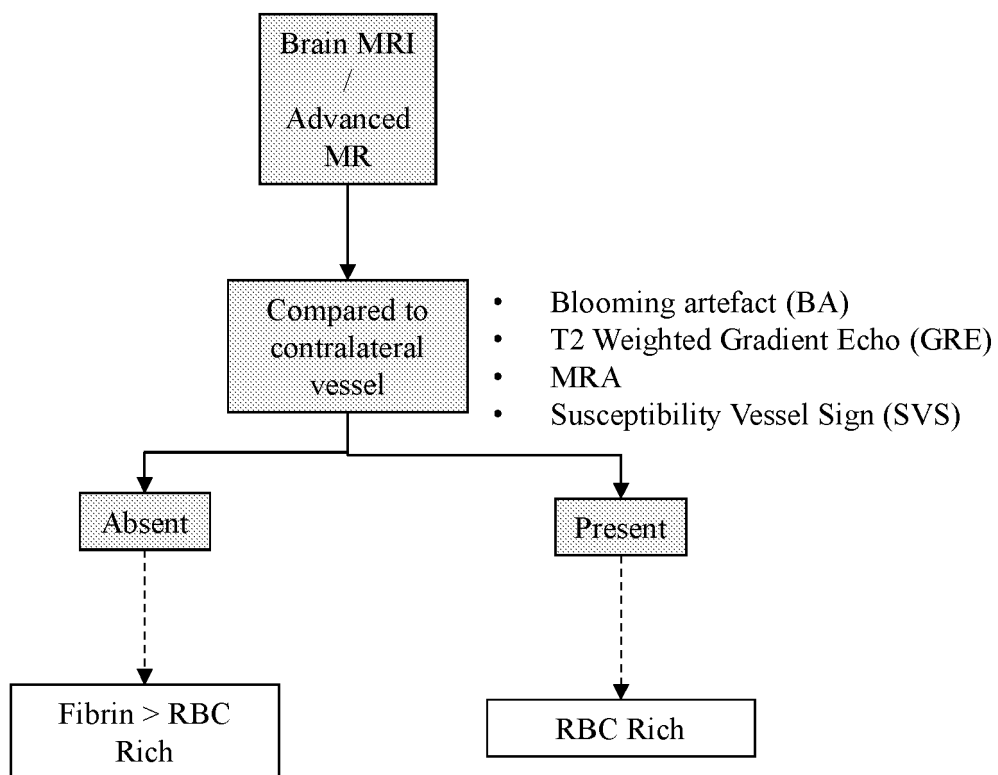 Brain MRI
/
Advanced
MR
Compared to
contralateral
vessel
• Blooming artefact (BA)
• T2 Weighted Gradient Echo (GRE)
• MRA
• Susceptibility Vessel Sign (SVS)
Absent
Present
Fibrin > RBC
Rich
RBC Rich